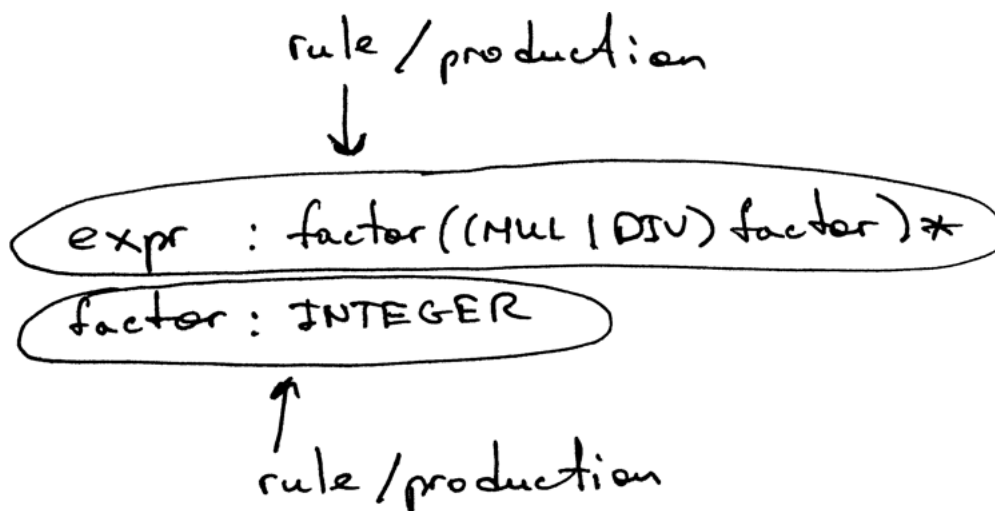 rule/production
expr : factor((MUL | DIV) factor)*
factor : INTEGER
rule/production